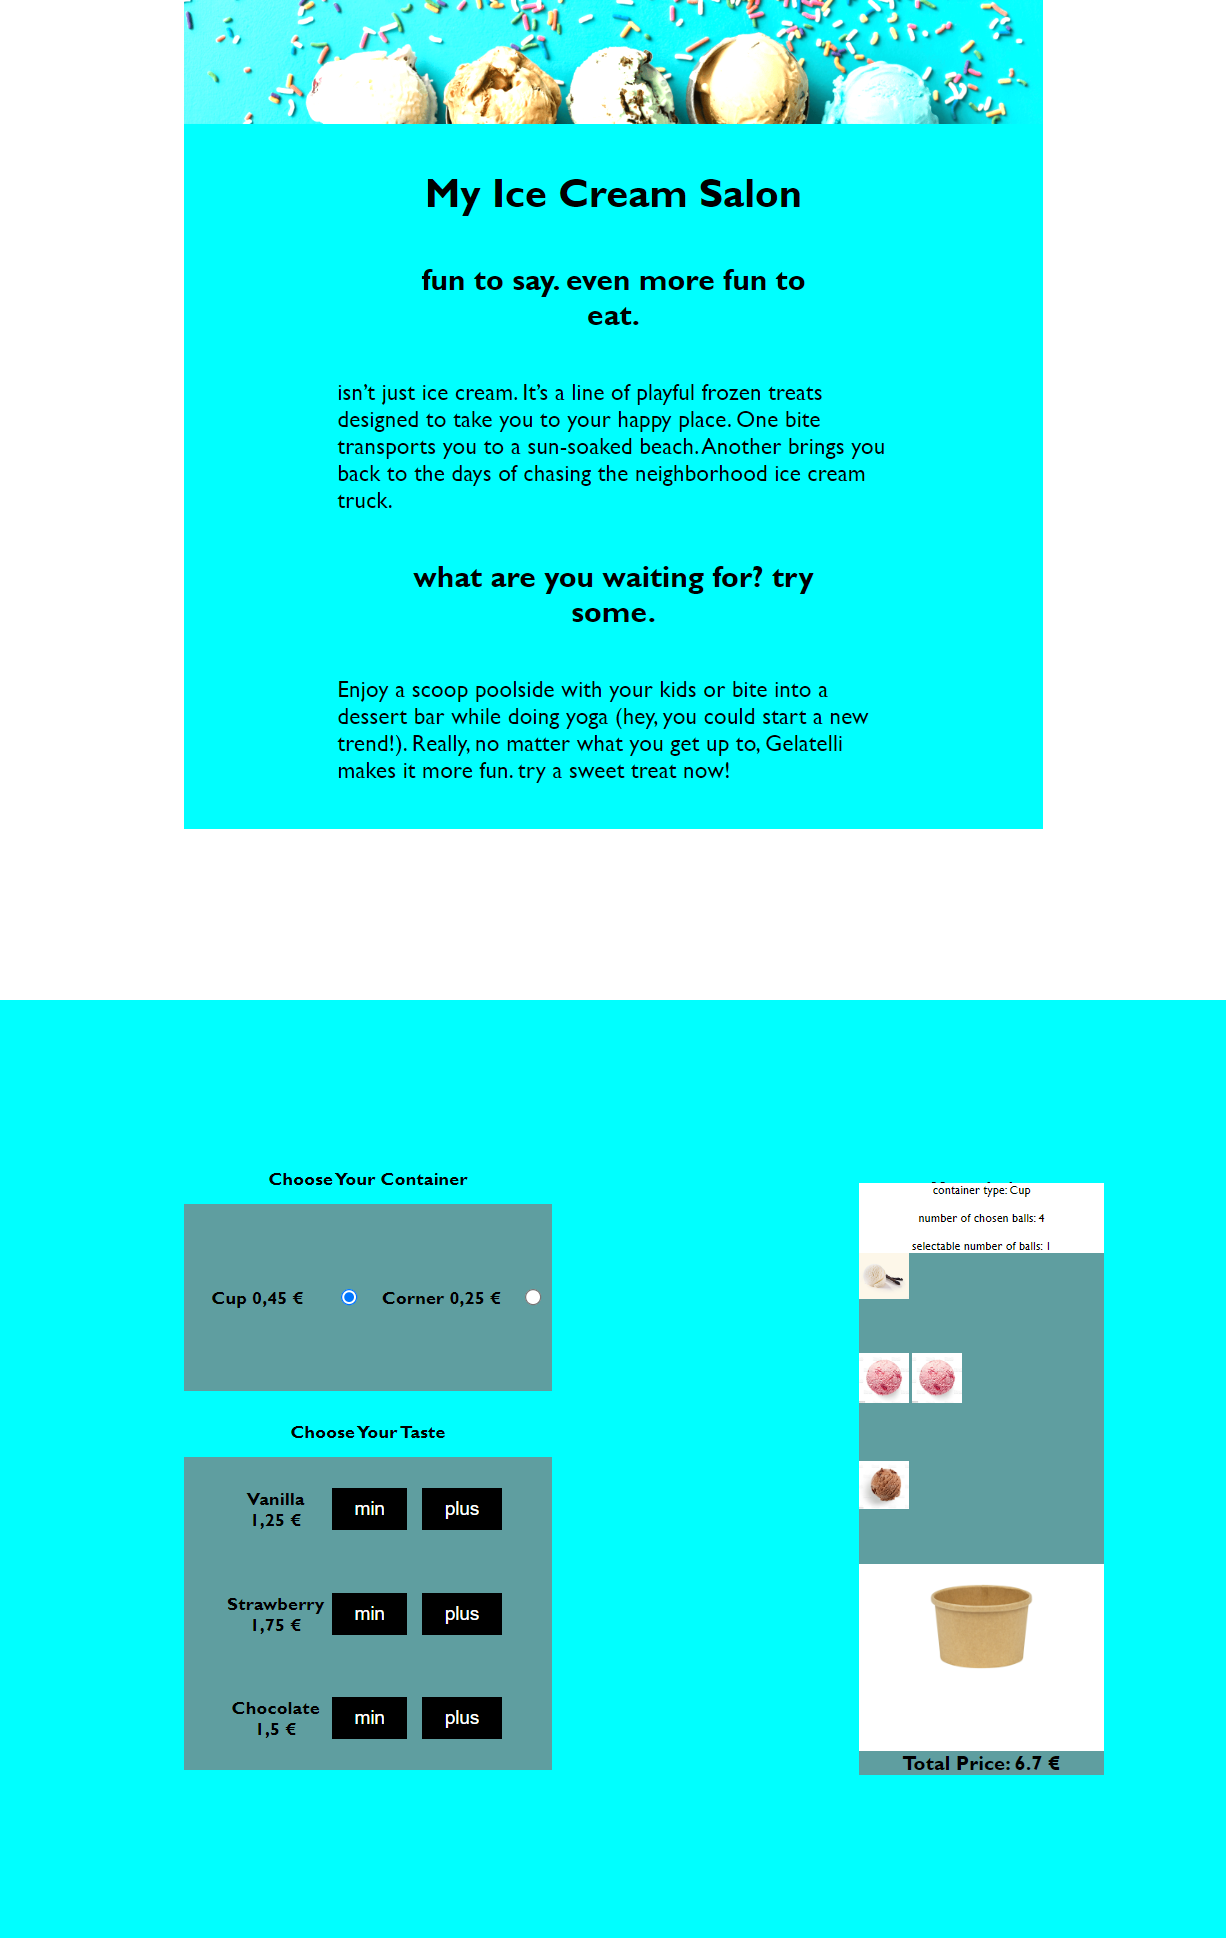 My Ice Cream Salon
fun to say. even more fun to
eat.
isn’t just ice cream. It’s a line of playful frozen treats
designed to take you to your happy place. One bite
transports you to a sun-soaked beach. Another brings you
back to the days of chasing the neighborhood ice cream
truck.
what are you waiting for? try
some.
Enjoy a scoop poolside with your kids or bite into a
dessert bar while doing yoga (hey, you could start a new
trend!). Really, no matter what you get up to, Gelatelli
makes it more fun. try a sweet treat now!
Choose Your Container
Cup 0,45 €
Corner 0,25 €
Choose Your Taste
Vanilla
1,25 €
min
plus
Strawberry
1,75 €
min
plus
Chocolate
1,5 €
min
plus
container type: Cup
number of chosen balls: 4
selectable number of balls: 1
Total Price: 6.7 €